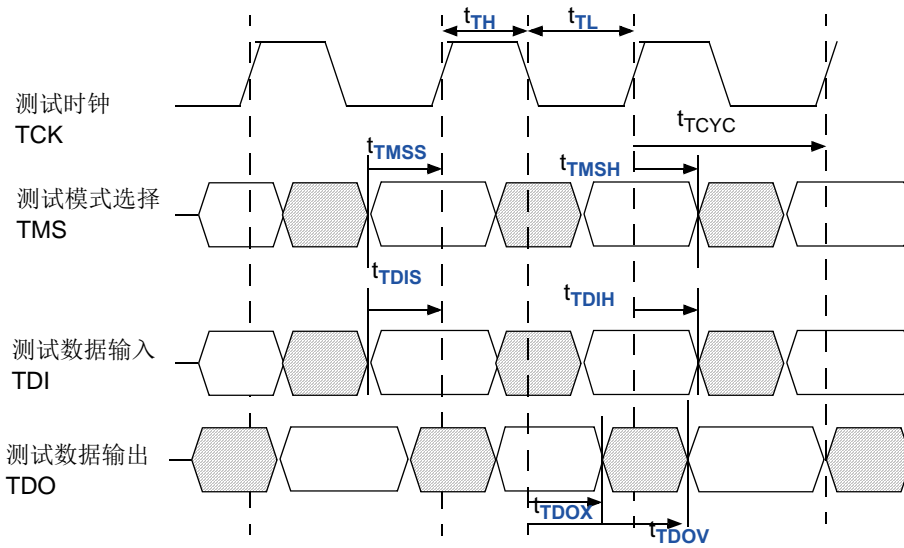 tTH
tTL
测试时钟
TCK
tTCYC
tTMSS
tTMSH
测试模式选择
TMS
tTDIS
tTDIH
测试数据输入
TDI
测试数据输出
TDO
tTDOX
tTDOV